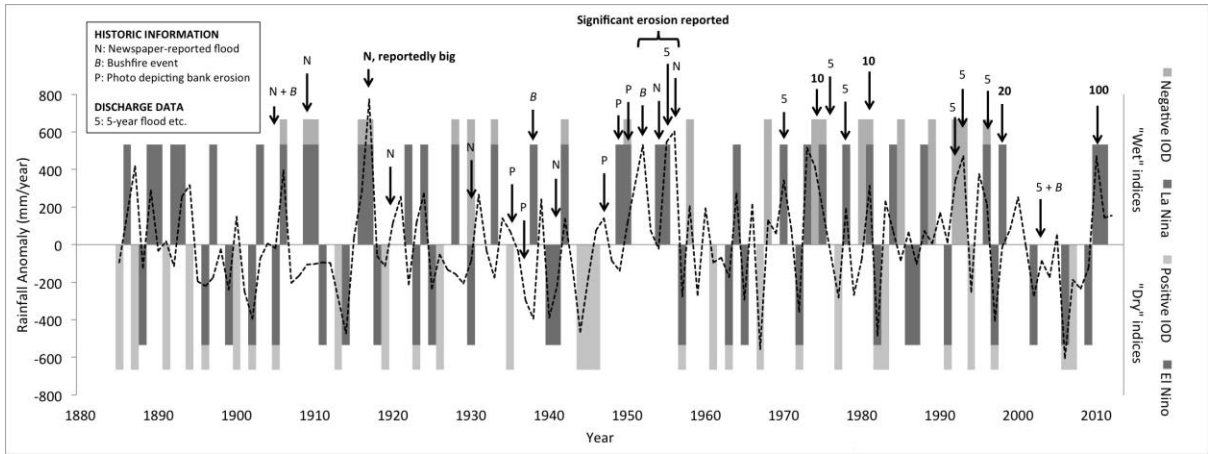 HISTORIC INFORMATION
N: Newspaper-reported flood
B: Bushfire event
P: Photo depicting bank erosion
DISCHARGE DATA
5: 5-year flood etc.
Significant erosion reported
N + B
N
N, reportedly big
N
N
P
P
B
N
P
P
P
B
N
5
N
5
10
5
5
10
5
5
5
20
5 + B
100
Rainfall Anomaly (mm/year)
800
600
400
200
0
-200
-400
-600
-800
1880
1890
1900
1910
1920
1930
1940
1950
1960
1970
1980
1990
2000
2010
Year
"Wet" indices
"Dry" indices
Negative IOD
La Nina
Positive IOD
El Nino